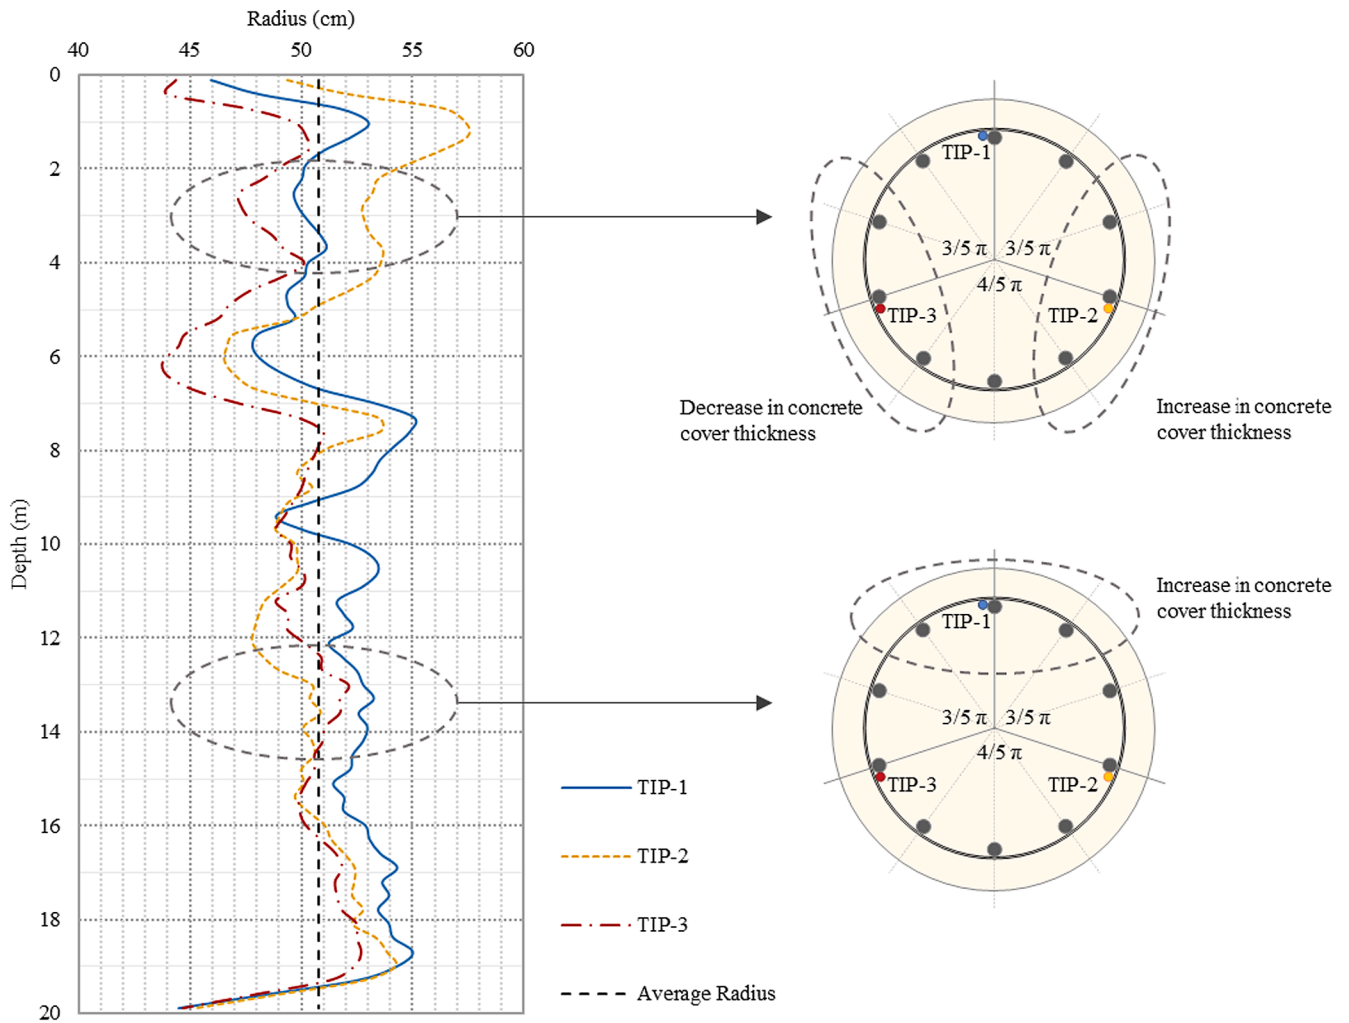 Radius (cm)
40 45 50 55 60
0
2
4
6
8
10
12
14
16
18
20
Depth (m)
TIP-1
TIP-2
TIP-3
Average Radius
TIP-1
3/5 π 3/5 π
4/5 π
TIP-3 TIP-2
Decrease in concrete
cover thickness
Increase in concrete
cover thickness
Increase in concrete
cover thickness
TIP-1
3/5 π 3/5 π
4/5 π
TIP-3 TIP-2